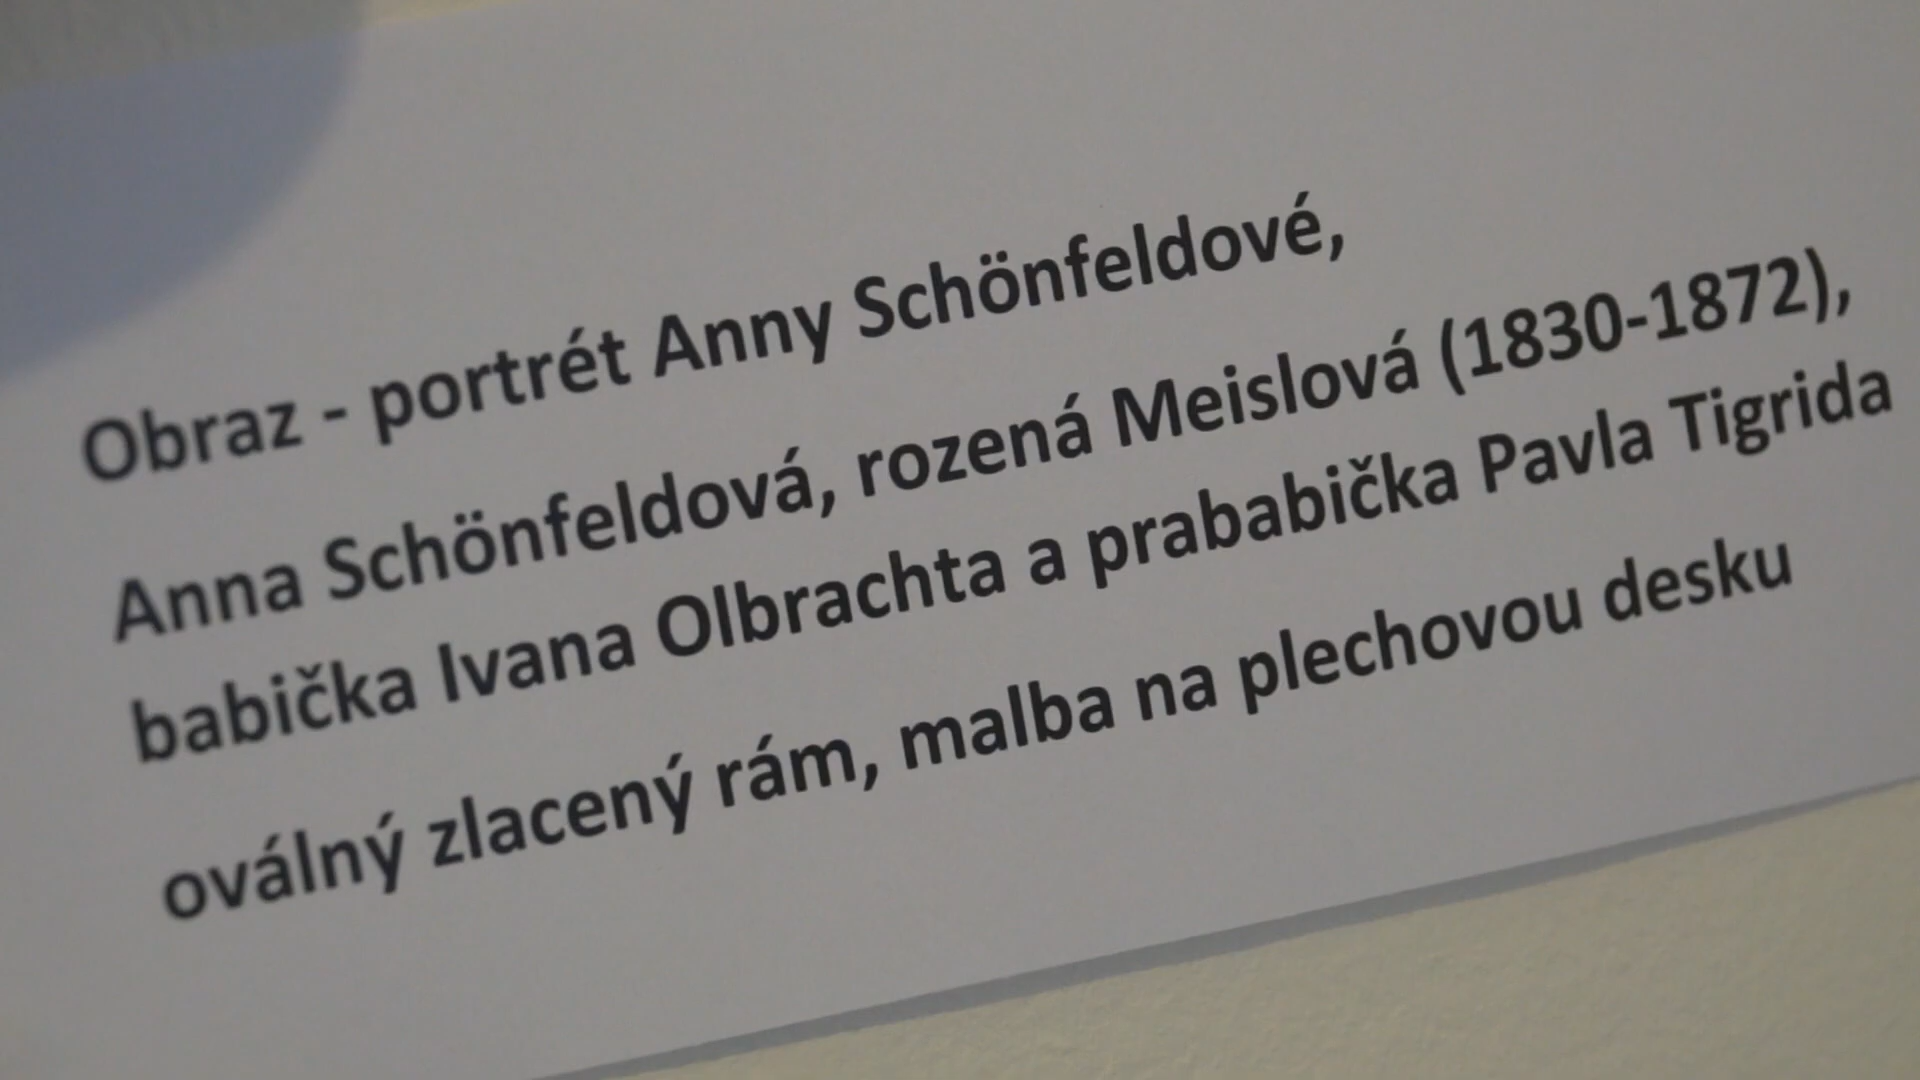 Obraz - portrét Anny Schönfeldové,
Anna Schönfeldová, rozená Meislová (1830-1872),
babička Ivana Olbrachta a prababička Pavla Tigrida
oválný zlacený rám, malba na plechovou desku